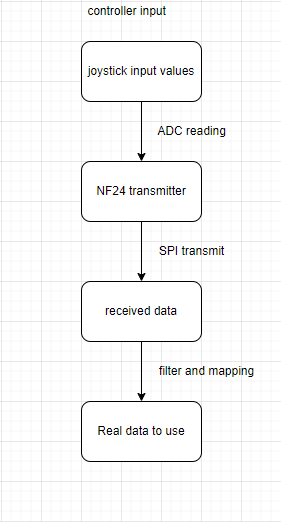 controller input
joystick input values
ADC reading
NF24 transmitter
SPI transmit
received data
filter and mapping
Real data to use